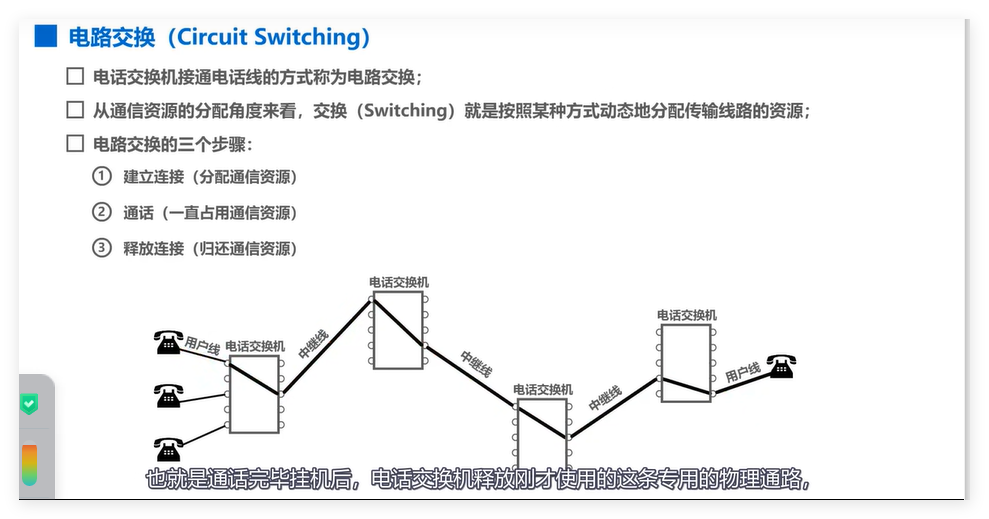 电路交换（Circuit Switching）
电话交换机接通电话线的方式称为电路交换；
从通信资源的分配角度来看，交换（Switching）就是按照某种方式动态地分配传输线路的资源；
电路交换的三个步骤：
① 建立连接（分配通信资源）
② 通话（一直占用通信资源）
③ 释放连接（归还通信资源）
电话交换机
电话交换机
用户线
电话交换机
中继线
中继线
电话交换机
中继线
用户线
也就是通话完毕挂机后，电话交换机释放刚才使用的这条专用的物理通路，